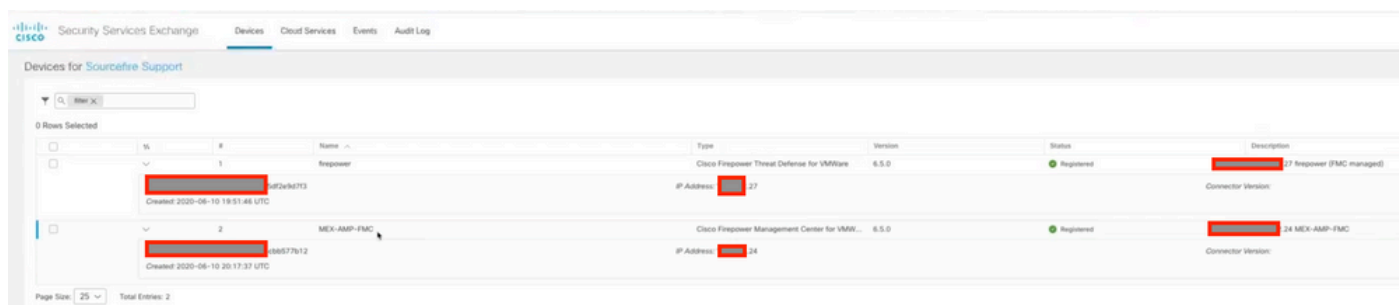 CISCO Security Services Exchange Devices Cloud Services Events Audit Log
Devices for Sourcefire Support
filter X
0 Rows Selected
# Name Type Version Status Description
1 firepower Cisco Firepower Threat Defense for VMWare 6.5.0 Registered 27 firepower (FMC managed)
5df2e9d7f3 IP Address: .27 Connector Version:
Created: 2020-06-10 19:51:46 UTC
2 MEX-AMP-FMC Cisco Firepower Management Center for VMW... 6.5.0 Registered .24 MEX-AMP-FMC
cbb577b12 IP Address: .24 Connector Version:
Created: 2020-06-10 20:17:37 UTC
Page Size: 25 Total Entries: 2